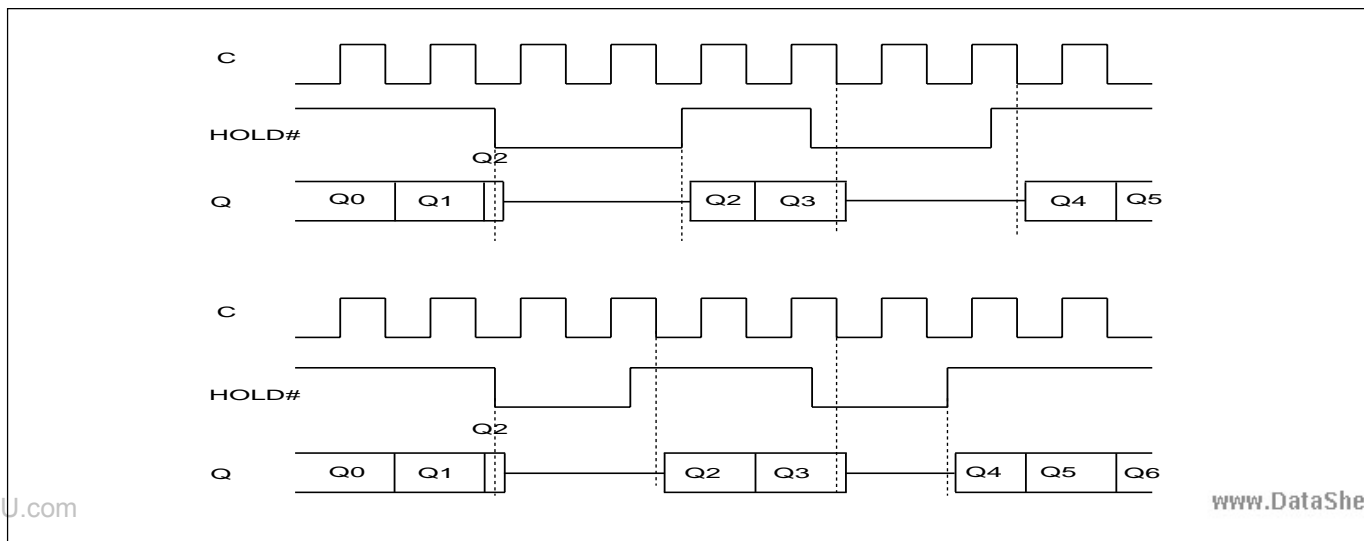 C
HOLD#
Q2
Q Q0 Q1 Q2 Q3 Q4 Q5
C
HOLD#
Q2
Q Q0 Q1 Q2 Q3 Q4 Q5 Q6
U.com www.DataShe